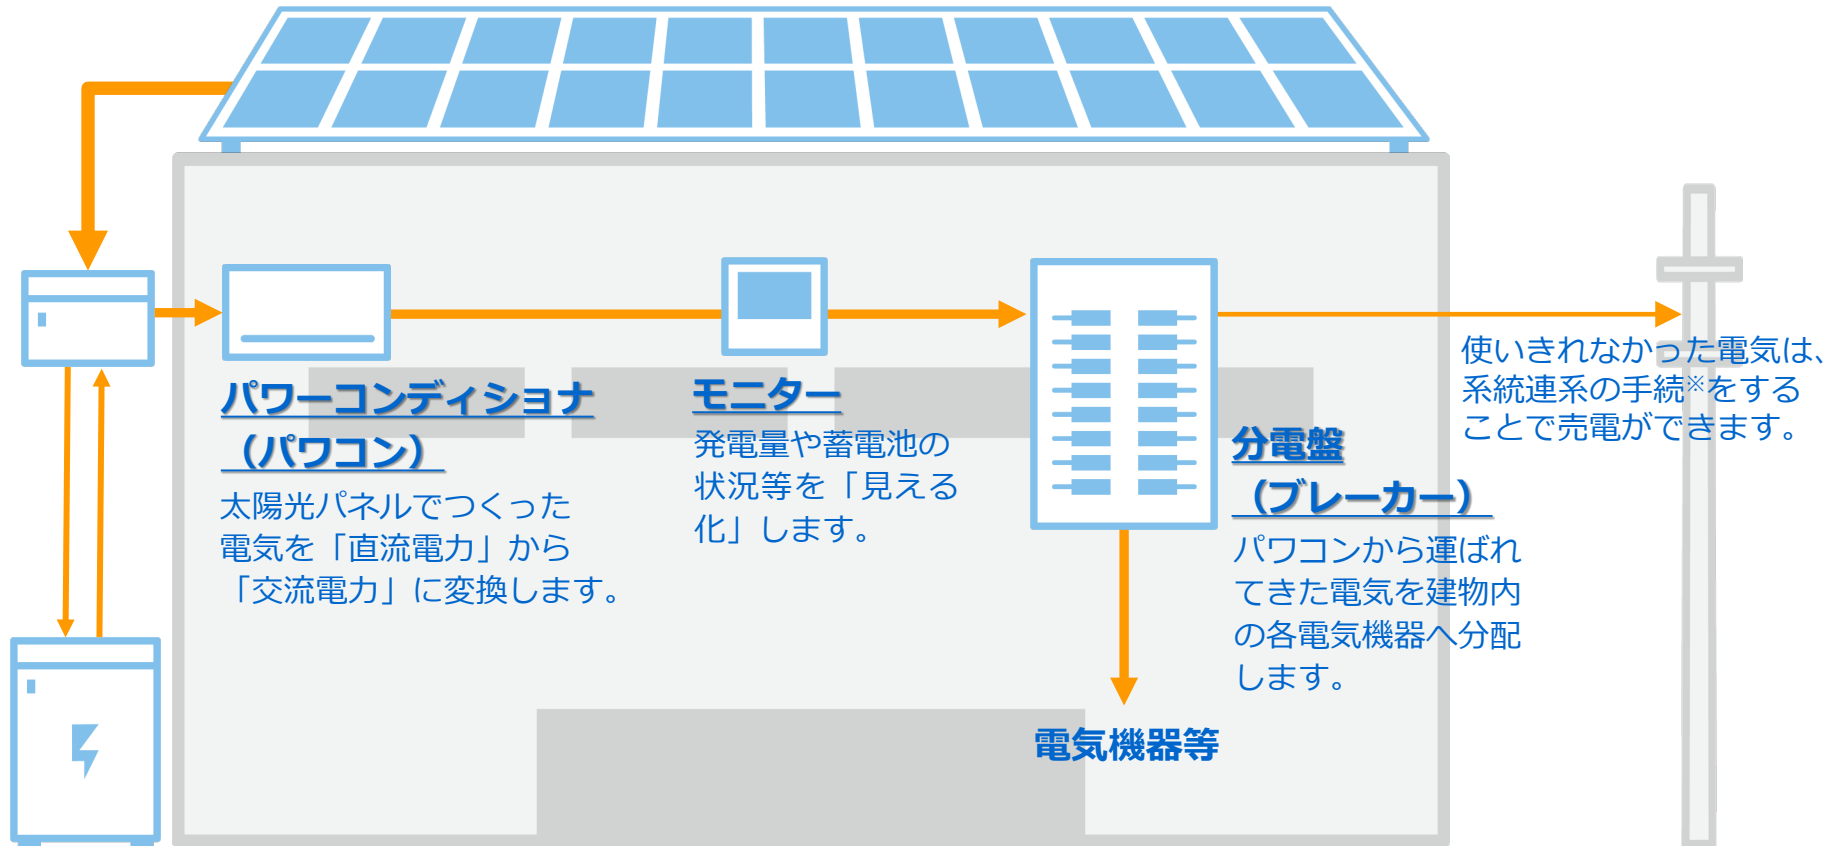 パワーコンディショナ
（パワコン）
太陽光パネルでつくった
電気を「直流電力」から
「交流電力」に変換します。
モニター
発電量や蓄電池の
状況等を「見える
化」します。
分電盤
（ブレーカー）
パワコンから運ばれ
てきた電気を建物内
の各電気機器へ分配
します。
電気機器等
使いきれなかった電気は、
系統連系の手続※をする
ことで売電ができます。